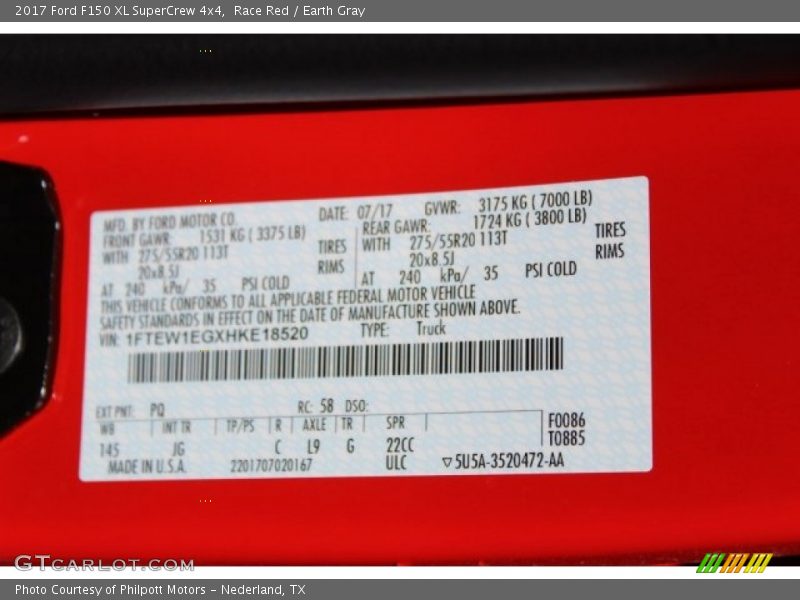 2017 Ford F150 XL SuperCrew 4x4,  Race Red / Earth Gray
MFD. BY FORD MOTOR CO.
DATE: 07/17 GVWR: 3175 KG ( 7000 LB)
FRONT GAWR: 1531 KG ( 3375 LB)
REAR GAWR: 1724 KG ( 3800 LB)
WITH 275/55R20 113T TIRES
WITH 275/55R20 113T TIRES
20x8.5J RIMS
20x8.5J RIMS
AT 240 kPa/ 35 PSI COLD
AT 240 kPa/ 35 PSI COLD
THIS VEHICLE CONFORMS TO ALL APPLICABLE FEDERAL MOTOR VEHICLE
SAFETY STANDARDS IN EFFECT ON THE DATE OF MANUFACTURE SHOWN ABOVE.
VIN: 1FTEW1EGXHKE18520 TYPE: Truck
EXT PNT: PQ RC: 58 DSO:
WB INT TR TP/PS R AXLE TR SPR F0086
145 JG C L9 G 22CC T0885
MADE IN U.S.A. 2201707020167 ULC ▽5U5A-3520472-AA
GTCARLOT.COM
Photo Courtesy of Philpott Motors - Nederland, TX